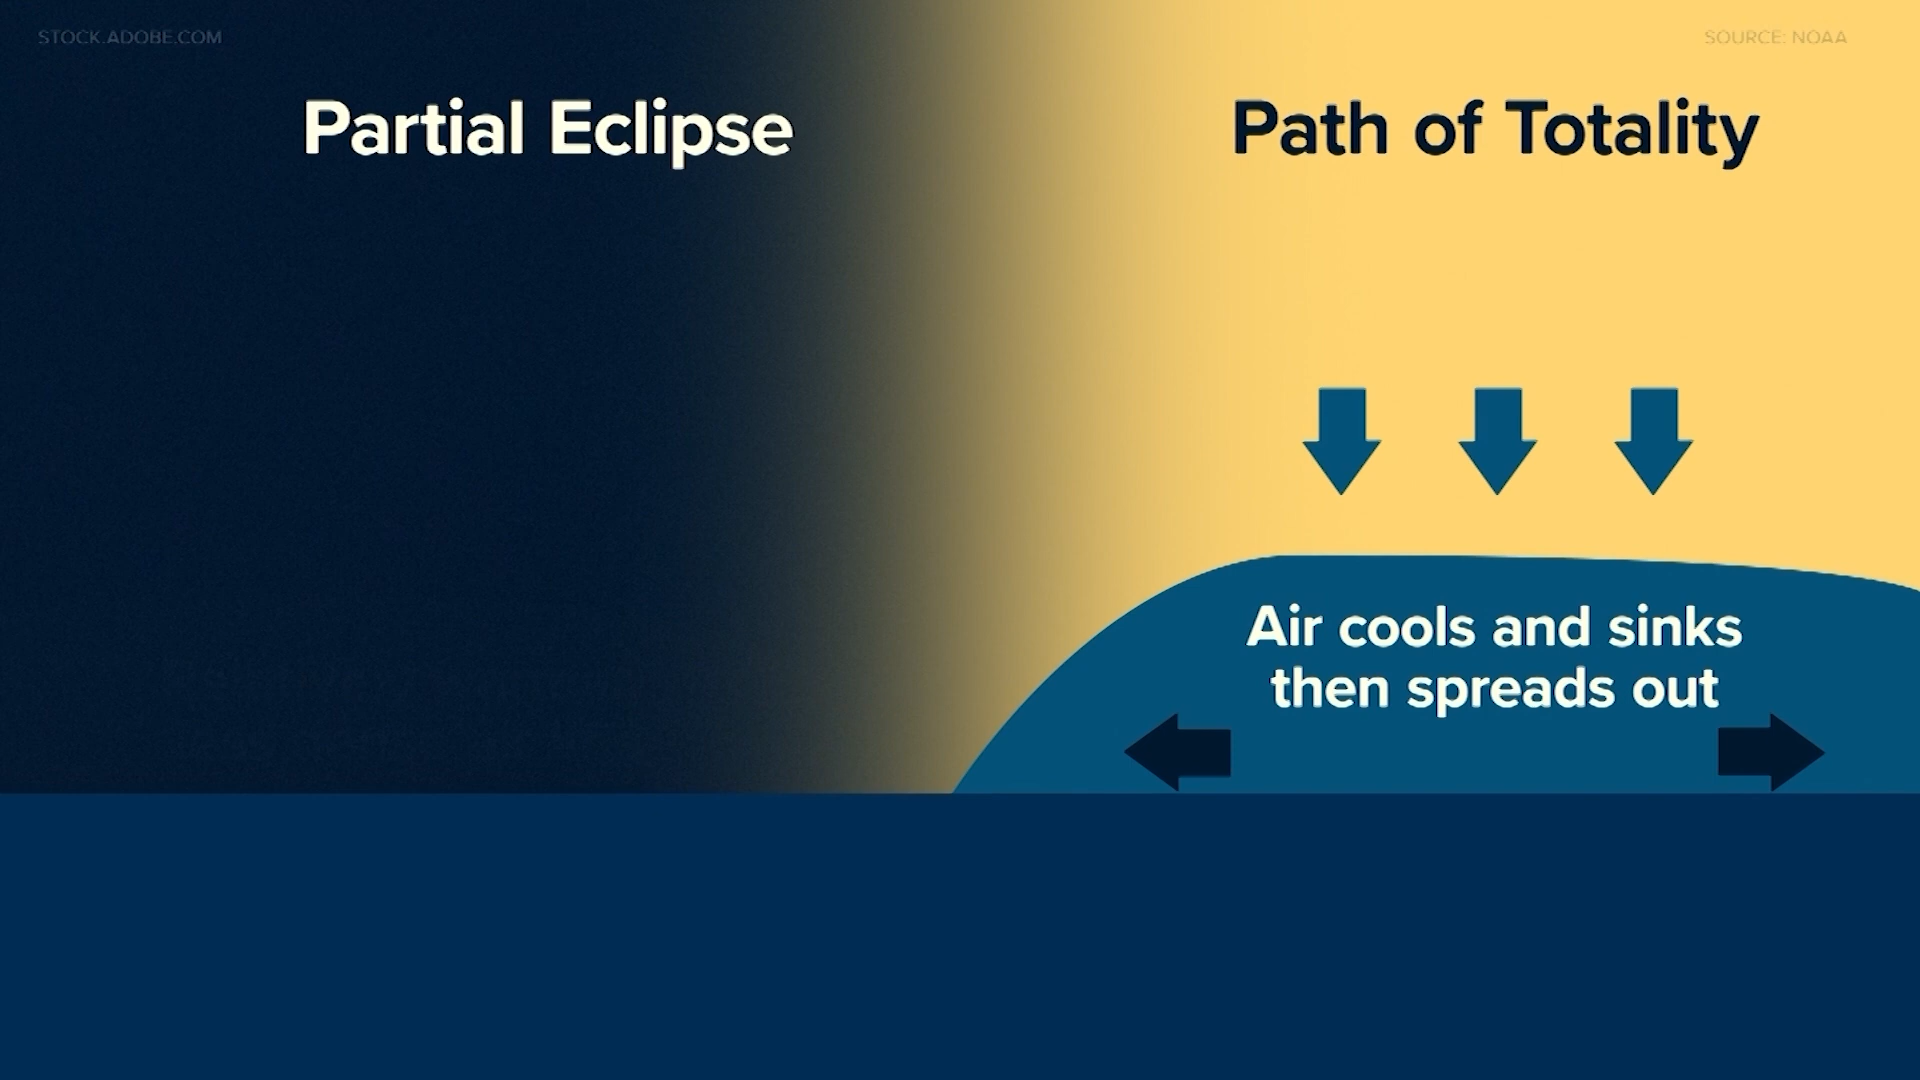 STOCK.ADOBE.COM
SOURCE: NOAA
Partial Eclipse
Path of Totality
Air cools and sinks
then spreads out